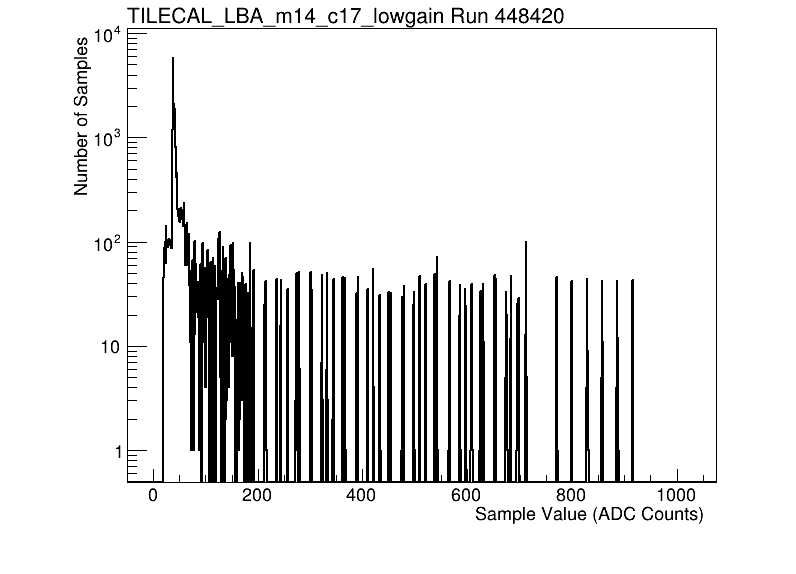 TILECAL_LBA_m14_c17_lowgain Run 448420
Number of Samples
10⁴
10³
10²
10
1
0 200 400 600 800 1000
Sample Value (ADC Counts)